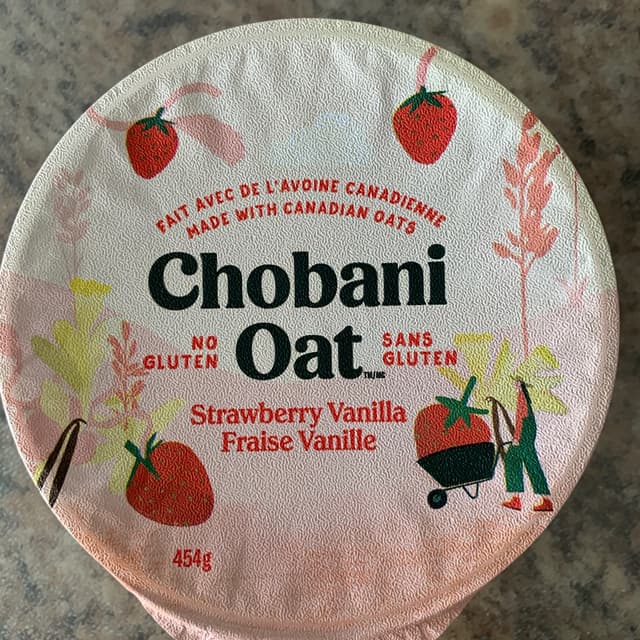 FAIT AVEC DE L'AVOINE CANADIENNE
MADE WITH CANADIAN OATS
Chobani
NO GLUTEN
Oat TM/MC
SANS GLUTEN
Strawberry Vanilla
Fraise Vanille
454g